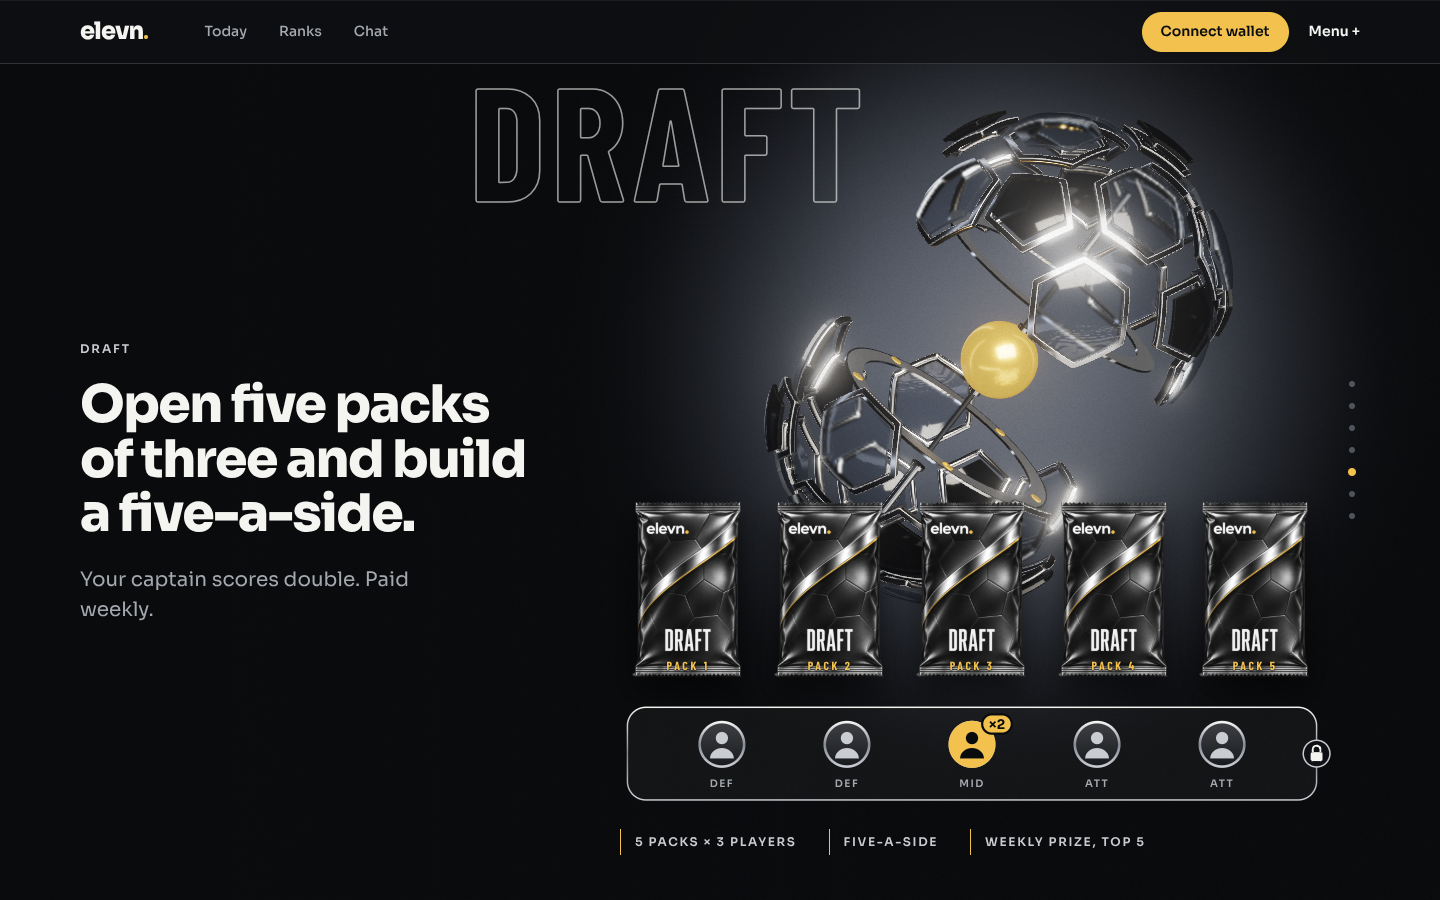 elevn.
Today
Ranks
Chat
Connect wallet
Menu +
DRAFT
DRAFT
Open five packs
of three and build
a five-a-side.
Your captain scores double. Paid
weekly.
elevn.
DRAFT
PACK 1
elevn.
DRAFT
PACK 2
elevn.
DRAFT
PACK 3
elevn.
DRAFT
PACK 4
elevn.
DRAFT
PACK 5
×2
DEF
DEF
MID
ATT
ATT
5 PACKS × 3 PLAYERS
FIVE-A-SIDE
WEEKLY PRIZE, TOP 5